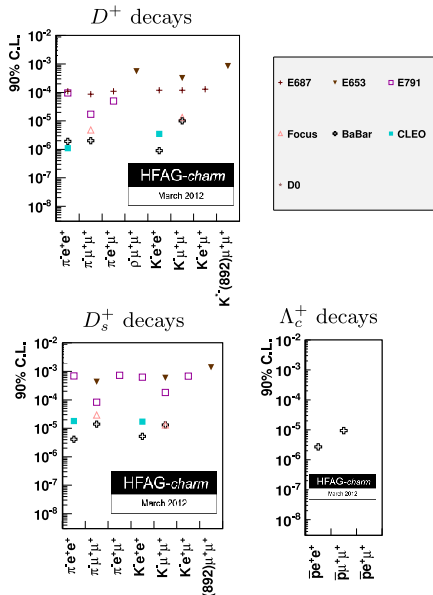 D⁺ decays
90% C.L.
10⁻²
10⁻³
10⁻⁴
10⁻⁵
10⁻⁶
10⁻⁷
10⁻⁸
HFAG-charm
March 2012
π⁻e⁺e⁺
π⁻μ⁺μ⁺
π⁻e⁺μ⁺
ρ⁻μ⁺μ⁺
K⁻e⁺e⁺
K⁻μ⁺μ⁺
K⁻e⁺μ⁺
K⁻(892)μ⁺μ⁺
E687 E653 E791
Focus BaBar CLEO
D0
Dₛ⁺ decays
90% C.L.
10⁻²
10⁻³
10⁻⁴
10⁻⁵
10⁻⁶
10⁻⁷
10⁻⁸
HFAG-charm
March 2012
π⁻e⁺e⁺
π⁻μ⁺μ⁺
π⁻e⁺μ⁺
K⁻e⁺e⁺
K⁻μ⁺μ⁺
K⁻e⁺μ⁺
(892)μ⁺μ⁺
Λ_c⁺ decays
90% C.L.
10⁻²
10⁻³
10⁻⁴
10⁻⁵
10⁻⁶
10⁻⁷
10⁻⁸
HFAG-charm
March 2012
p̅e⁺e⁺
p̅μ⁺μ⁺
p̅e⁺μ⁺